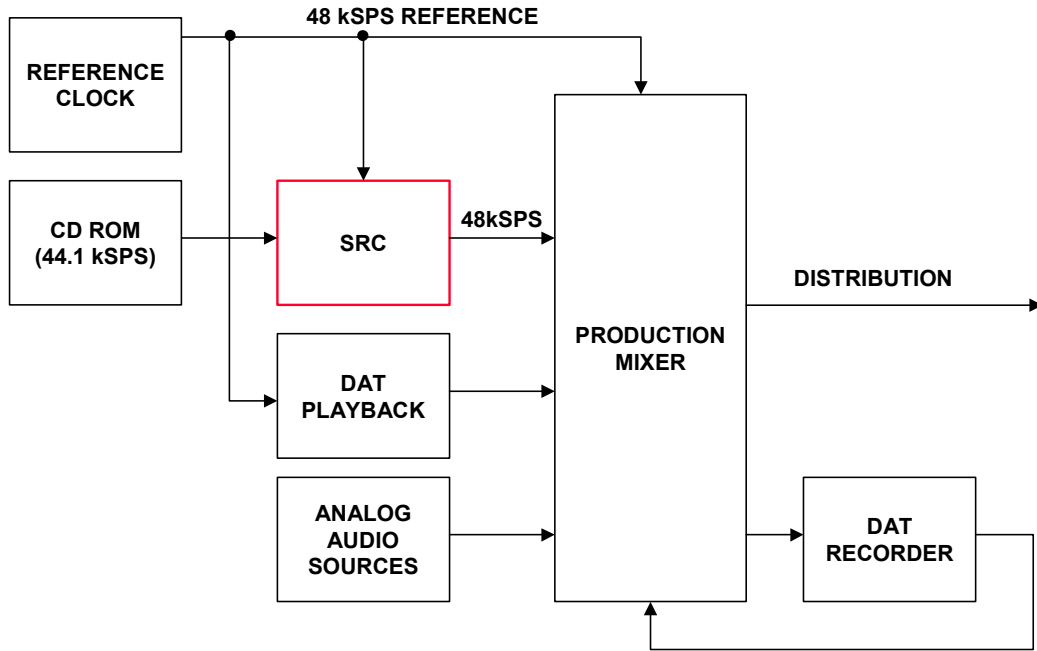 48 kSPS REFERENCE
REFERENCE
CLOCK
CD ROM
(44.1 kSPS)
SRC
48kSPS
DISTRIBUTION
PRODUCTION
MIXER
DAT
PLAYBACK
ANALOG
AUDIO
SOURCES
DAT
RECORDER